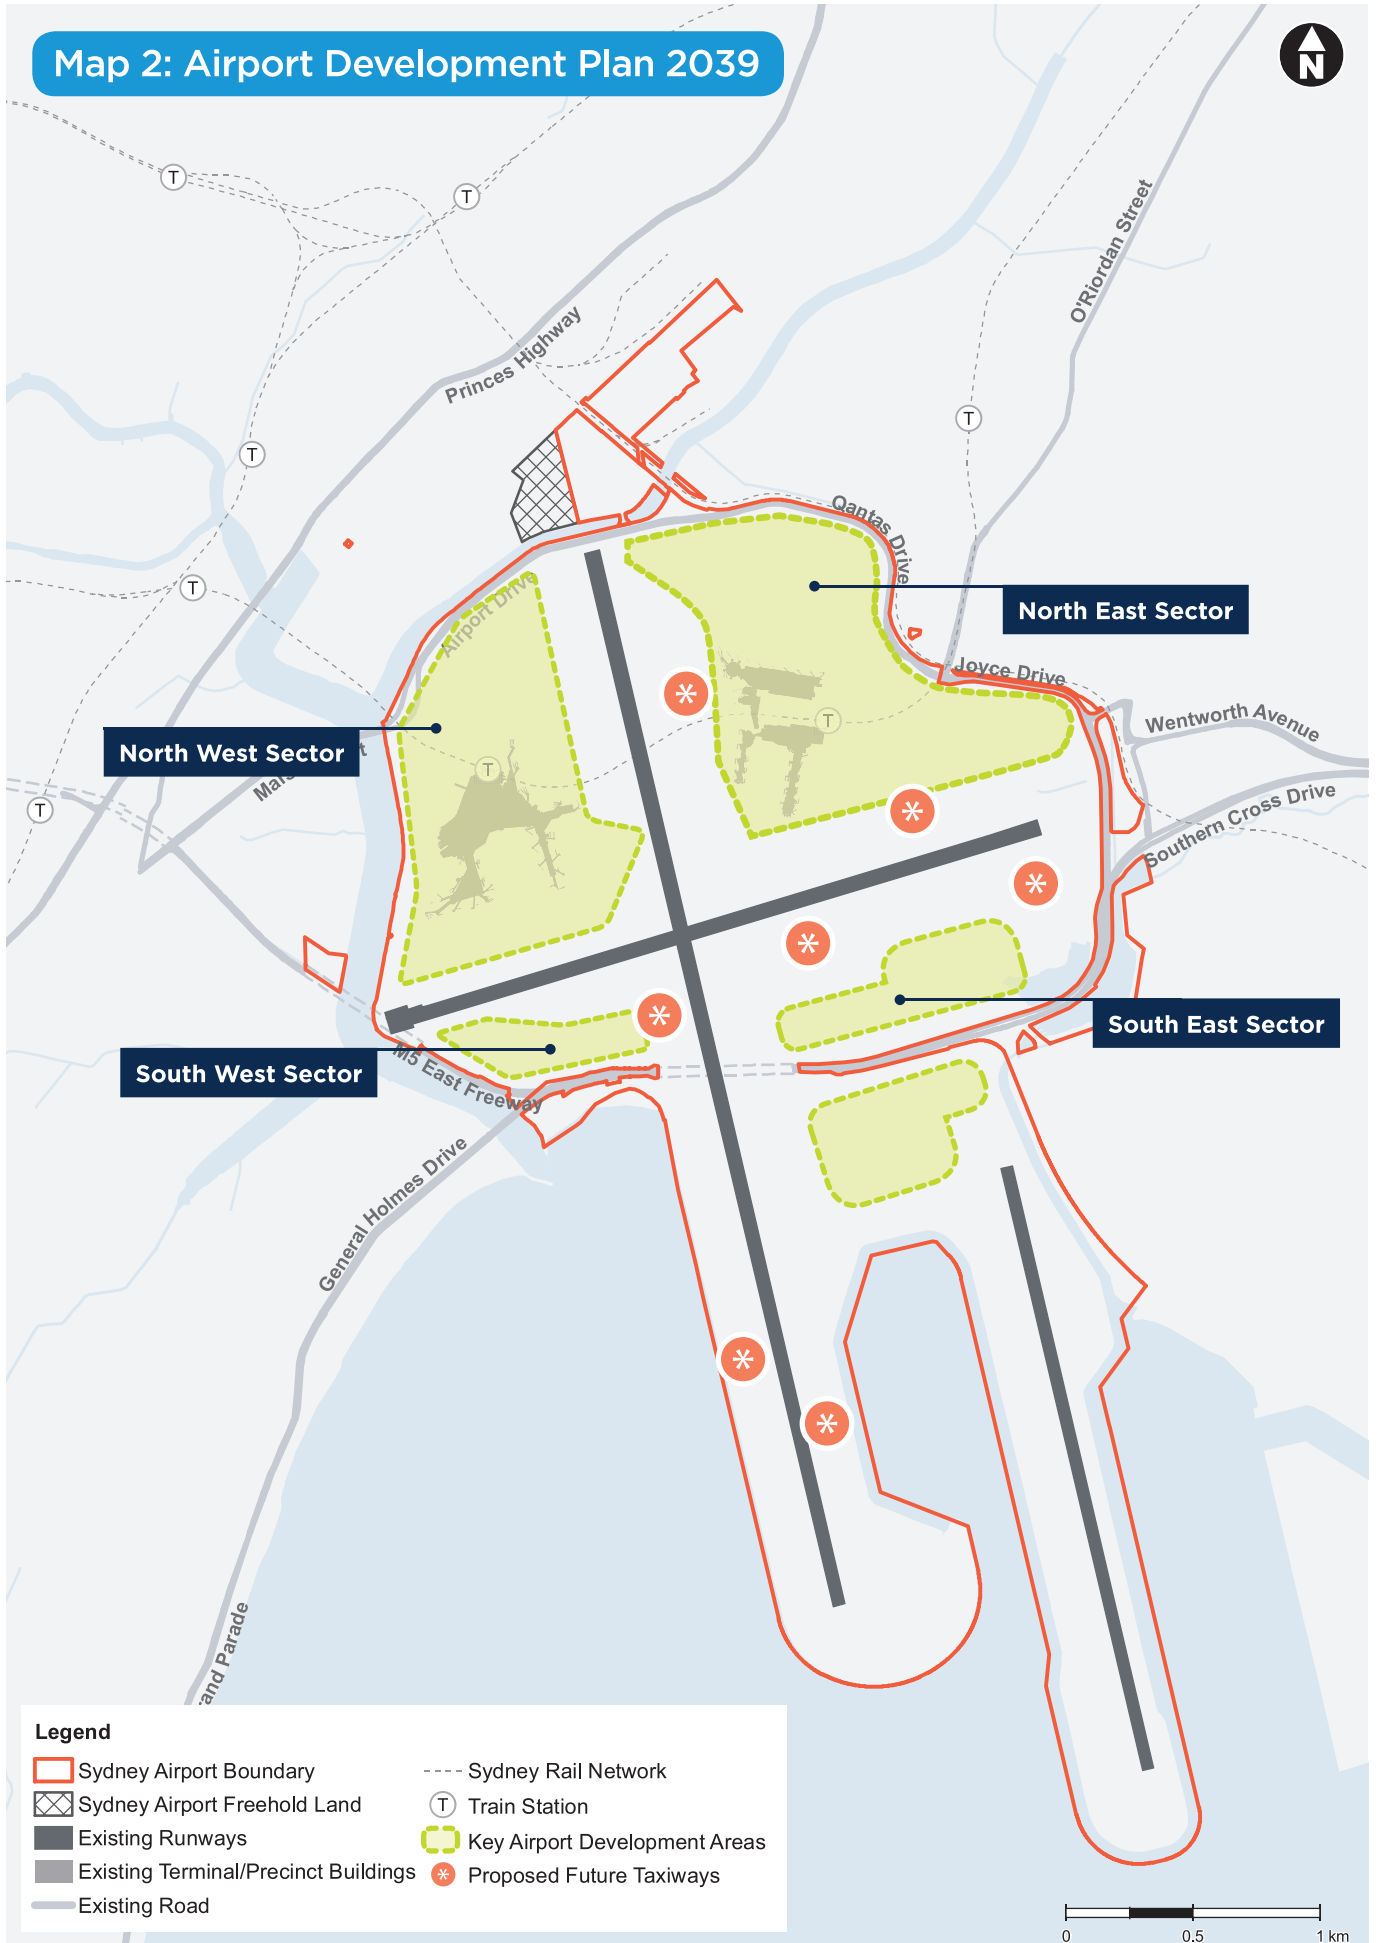 Map 2: Airport Development Plan 2039
N
T
T
O'Riordan Street
Princes Highway
T
T
Qantas Drive
T
Airport Drive
North East Sector
Joyce Drive
Wentworth Avenue
T
North West Sector
T
T
Southern Cross Drive
South East Sector
South West Sector
M5 East Freeway
General Holmes Drive
Parade
Legend
Sydney Airport Boundary
Sydney Airport Freehold Land
Existing Runways
Existing Terminal/Precinct Buildings
Existing Road
Sydney Rail Network
T Train Station
Key Airport Development Areas
* Proposed Future Taxiways
0 0.5 1 km